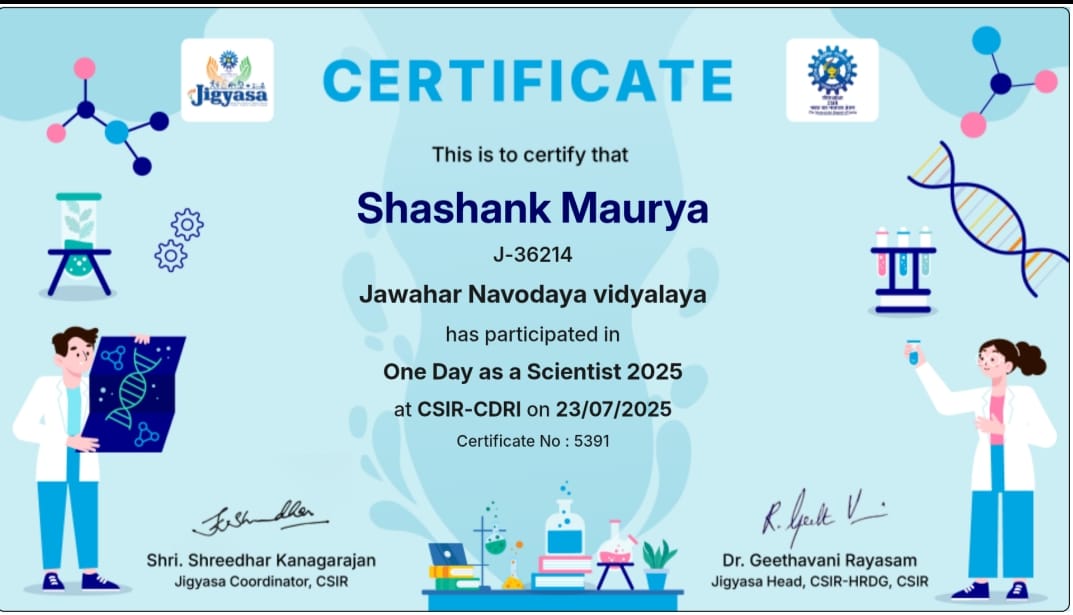 Jigyasa
CERTIFICATE
CSIR
This is to certify that
Shashank Maurya
J-36214
Jawahar Navodaya vidyalaya
has participated in
One Day as a Scientist 2025
at CSIR-CDRI on 23/07/2025
Certificate No : 5391
Shri. Shreedhar Kanagarajan
Jigyasa Coordinator, CSIR
Dr. Geethavani Rayasam
Jigyasa Head, CSIR-HRDG, CSIR